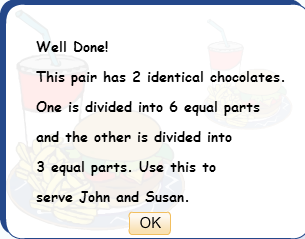 Well Done!
This pair has 2 identical chocolates.
One is divided into 6 equal parts
and the other is divided into
3 equal parts. Use this to
serve John and Susan.
OK